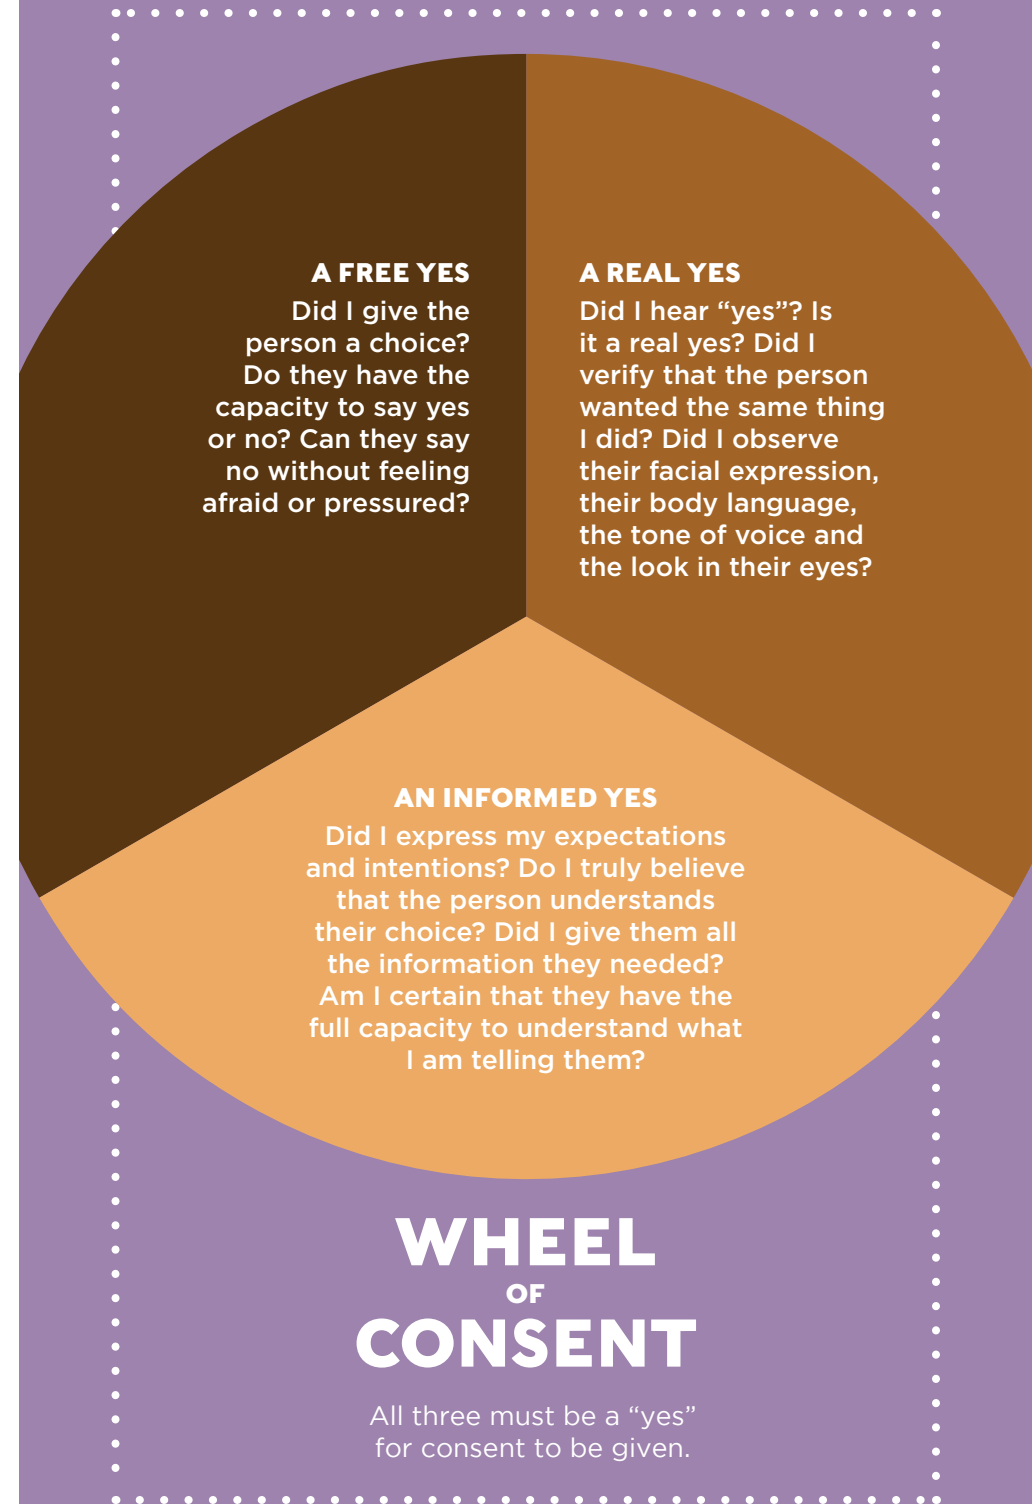 A FREE YES
Did I give the
person a choice?
Do they have the
capacity to say yes
or no? Can they say
no without feeling
afraid or pressured?
A REAL YES
Did I hear “yes”? Is
it a real yes? Did I
verify that the person
wanted the same thing
I did? Did I observe
their facial expression,
their body language,
the tone of voice and
the look in their eyes?
AN INFORMED YES
Did I express my expectations
and intentions? Do I truly believe
that the person understands
their choice? Did I give them all
the information they needed?
Am I certain that they have the
full capacity to understand what
I am telling them?
WHEEL
OF
CONSENT
All three must be a “yes”
for consent to be given.